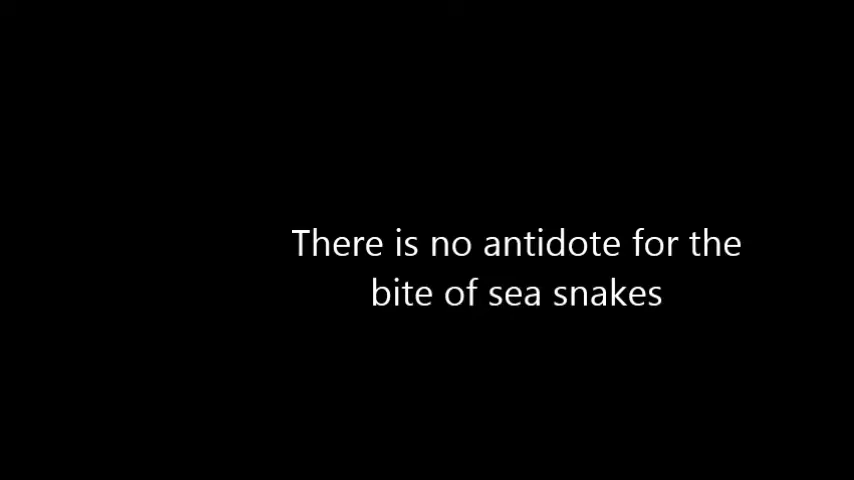 There is no antidote for the
bite of sea snakes